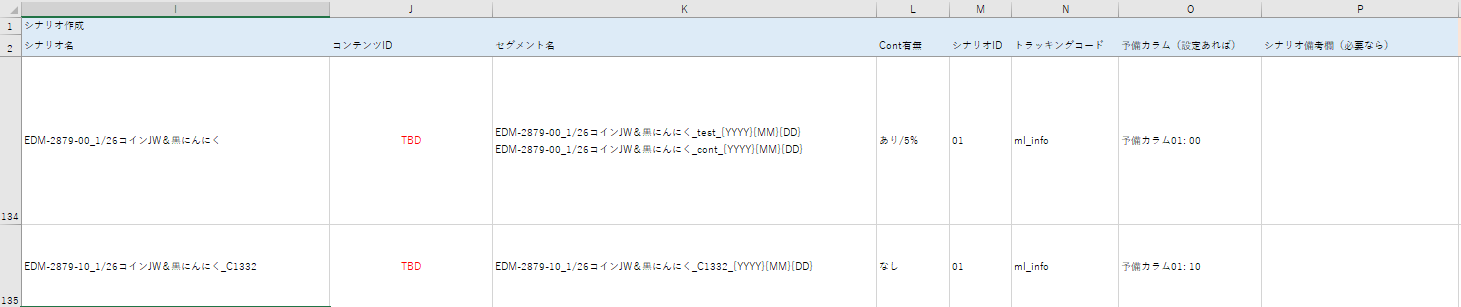 I J K L M N O P
1 シナリオ作成
2 シナリオ名 コンテンツID セグメント名 Cont有無 シナリオID トラッキングコード 予備カラム（設定あれば） シナリオ備考欄（必要なら）
EDM-2879-00_1/26コインJW＆黒にんにく_test_{YYYY}{MM}{DD}
EDM-2879-00_1/26コインJW＆黒にんにく TBD あり/5% 01 ml_info 予備カラム01: 00
EDM-2879-00_1/26コインJW＆黒にんにく_cont_{YYYY}{MM}{DD}
134
EDM-2879-10_1/26コインJW＆黒にんにく_C1332 TBD EDM-2879-10_1/26コインJW＆黒にんにく_C1332_{YYYY}{MM}{DD} なし 01 ml_info 予備カラム01: 10
135